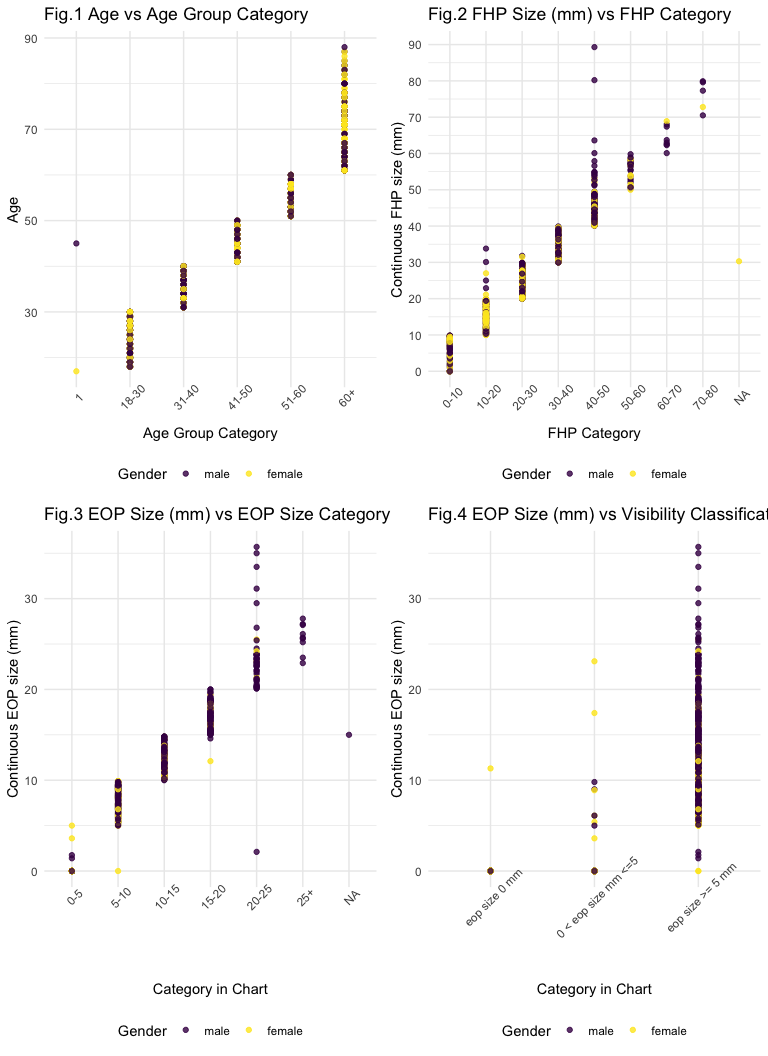 Fig.1 Age vs Age Group Category
Age
90
70
50
30
1
18-30
31-40
41-50
51-60
60+
Age Group Category
Gender male female
Fig.2 FHP Size (mm) vs FHP Category
Continuous FHP size (mm)
90
80
70
60
50
40
30
20
10
0
0-10
10-20
20-30
30-40
40-50
50-60
60-70
70-80
NA
FHP Category
Gender male female
Fig.3 EOP Size (mm) vs EOP Size Category
Continuous EOP size (mm)
30
20
10
0
0-5
5-10
10-15
15-20
20-25
25+
NA
Category in Chart
Gender male female
Fig.4 EOP Size (mm) vs Visibility Classificat
Continuous EOP size (mm)
30
20
10
0
eop size 0 mm
0 < eop size mm <=5
eop size >= 5 mm
Category in Chart
Gender male female